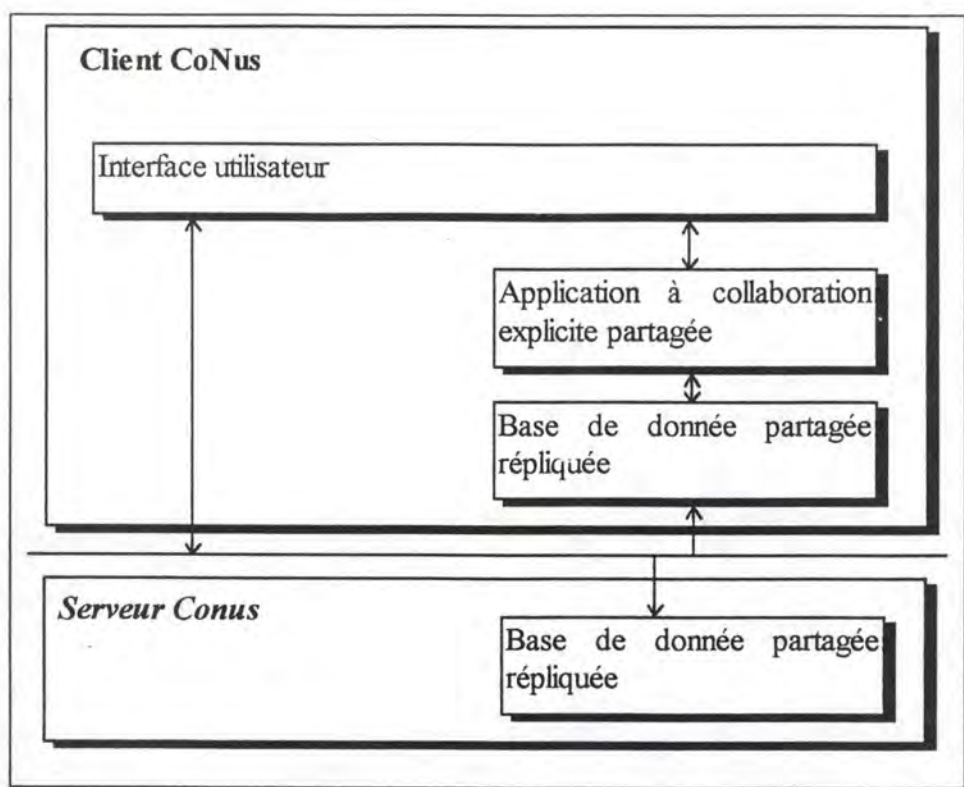 Client CoNus
Interface utilisateur
Application à collaboration
explicite partagée
Base de donnée partagée
répliquée
Serveur Conus
Base de donnée partagée
répliquée